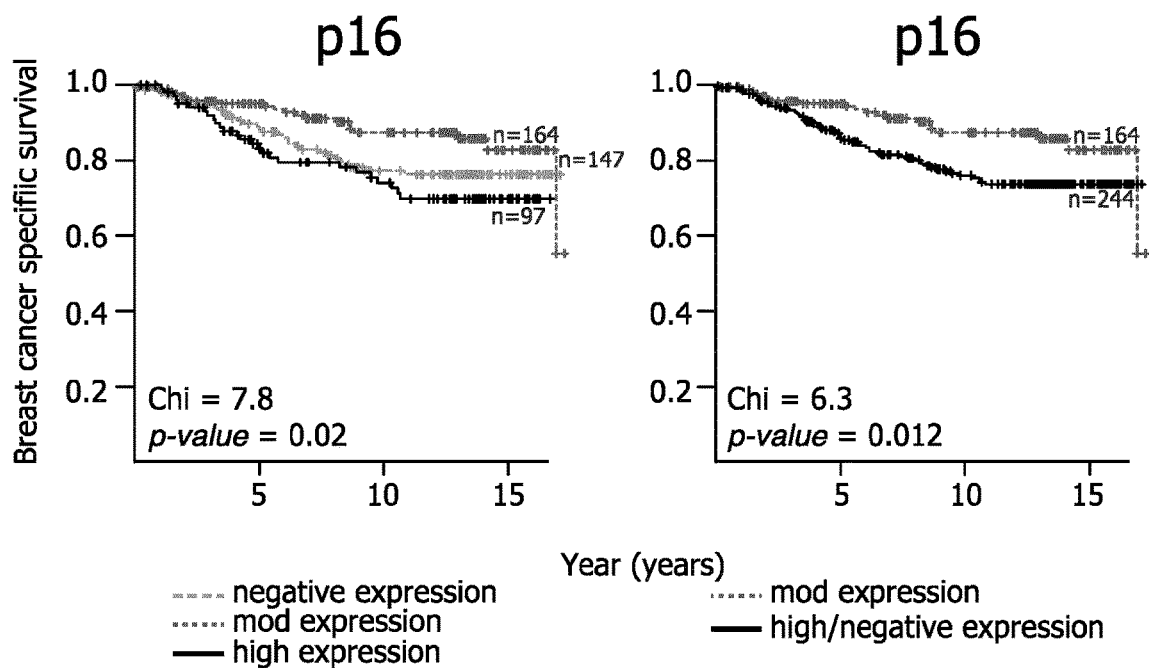 p16
Breast cancer specifiic survival
1.0
0.8
0.6
0.4
0.2
n=164
n=147
n=97
Chi = 7.8
p-value = 0.02
5
10
15
p16
1.0
0.8
0.6
0.4
0.2
n=164
n=244
Chi = 6.3
p-value = 0.012
5
10
15
Year (years)
negative expression
mod expression
high expression
mod expression
high/negative expression